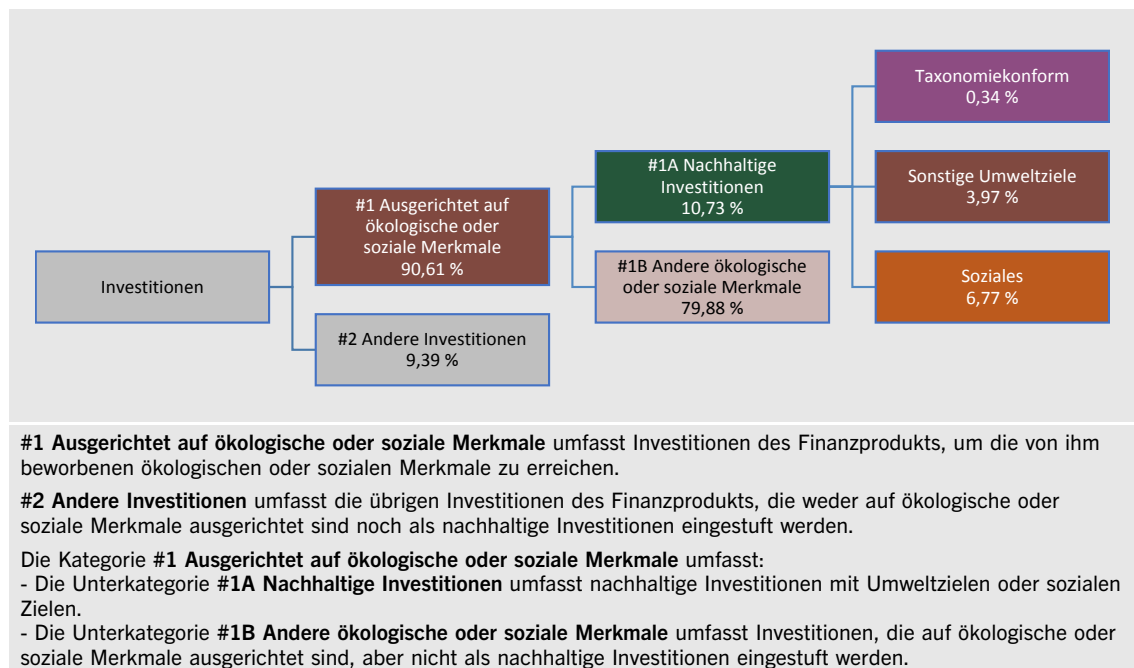 Taxonomiekonform
0,34 %
#1A Nachhaltige
Investitionen
10,73 %
Sonstige Umweltziele
3,97 %
#1 Ausgerichtet auf
ökologische oder
soziale Merkmale
90,61 %
#1B Andere ökologische
oder soziale Merkmale
79,88 %
Soziales
6,77 %
Investitionen
#2 Andere Investitionen
9,39 %
#1 Ausgerichtet auf ökologische oder soziale Merkmale umfasst Investitionen des Finanzprodukts, um die von ihm
beworbenen ökologischen oder sozialen Merkmale zu erreichen.
#2 Andere Investitionen umfasst die übrigen Investitionen des Finanzprodukts, die weder auf ökologische oder
soziale Merkmale ausgerichtet sind noch als nachhaltige Investitionen eingestuft werden.
Die Kategorie #1 Ausgerichtet auf ökologische oder soziale Merkmale umfasst:
- Die Unterkategorie #1A Nachhaltige Investitionen umfasst nachhaltige Investitionen mit Umweltzielen oder sozialen
Zielen.
- Die Unterkategorie #1B Andere ökologische oder soziale Merkmale umfasst Investitionen, die auf ökologische oder
soziale Merkmale ausgerichtet sind, aber nicht als nachhaltige Investitionen eingestuft werden.